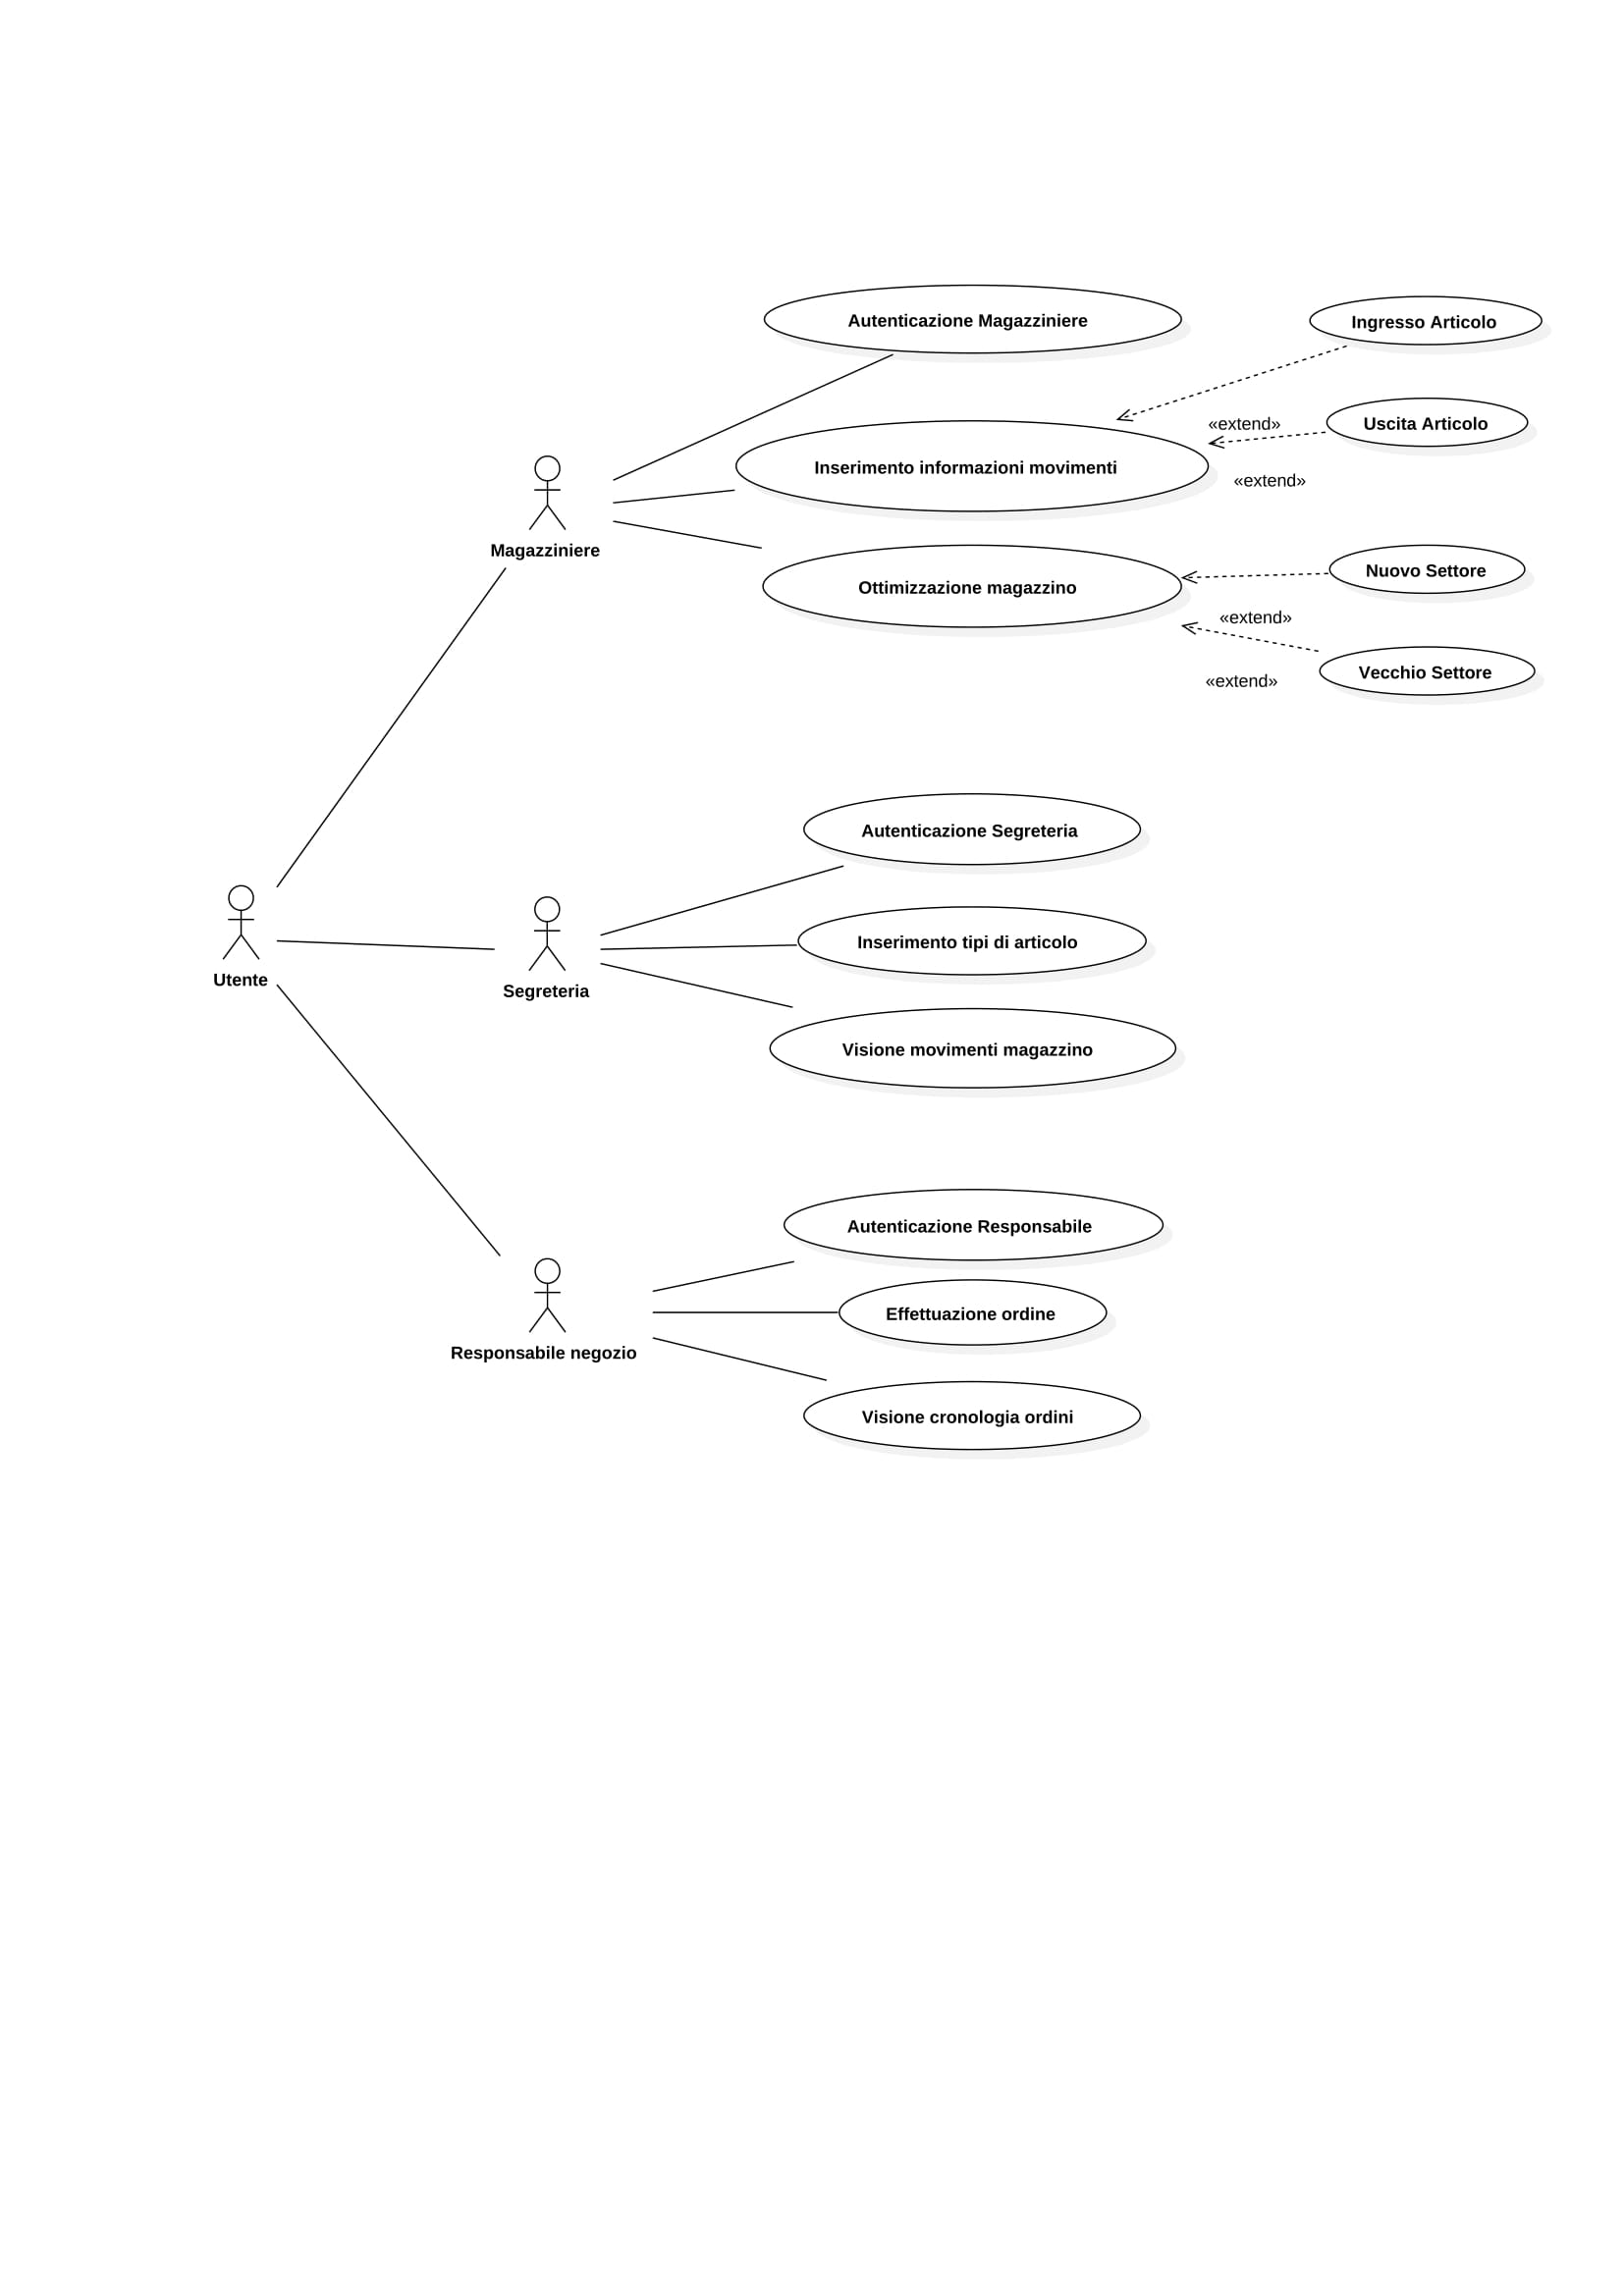 Autenticazione Magazziniere
Ingresso Articolo
«extend»
Uscita Articolo
Inserimento informazioni movimenti
«extend»
Magazziniere
Ottimizzazione magazzino
Nuovo Settore
«extend»
Vecchio Settore
«extend»
Autenticazione Segreteria
Inserimento tipi di articolo
Utente
Segreteria
Visione movimenti magazzino
Autenticazione Responsabile
Effettuazione ordine
Responsabile negozio
Visione cronologia ordini